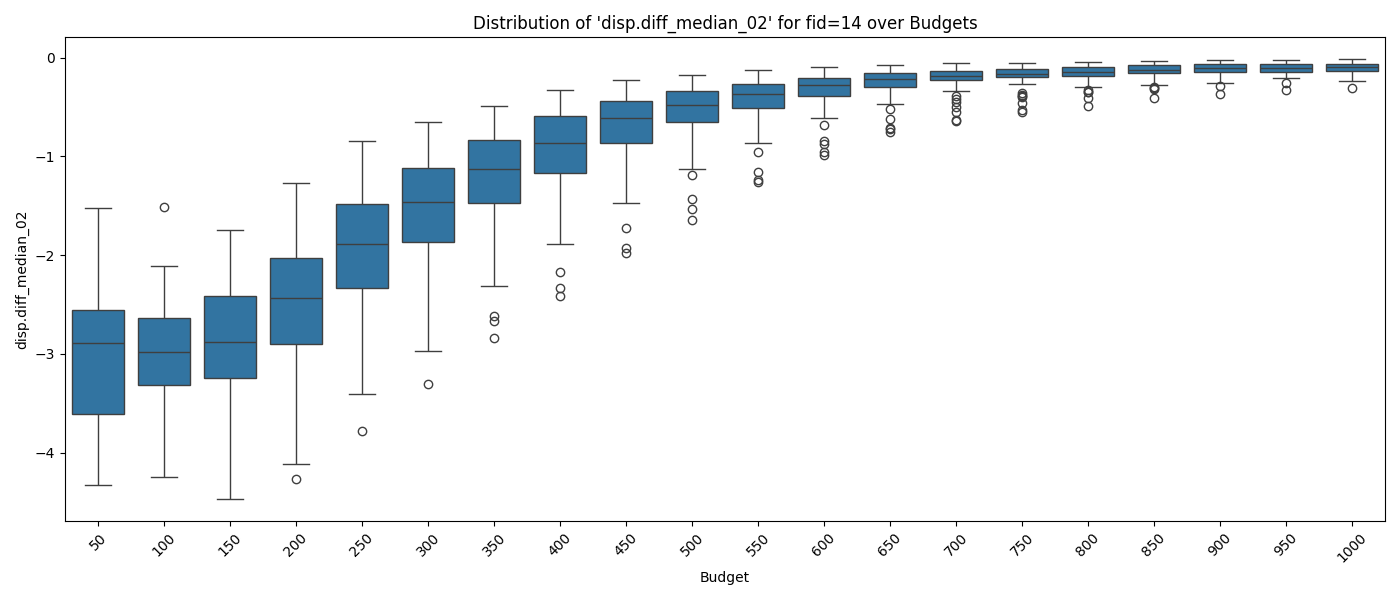 Distribution of 'disp.diff_median_02' for fid=14 over Budgets
disp.diff_median_02
0
−1
−2
−3
−4
50 100 150 200 250 300 350 400 450 500 550 600 650 700 750 800 850 900 950 1000
Budget